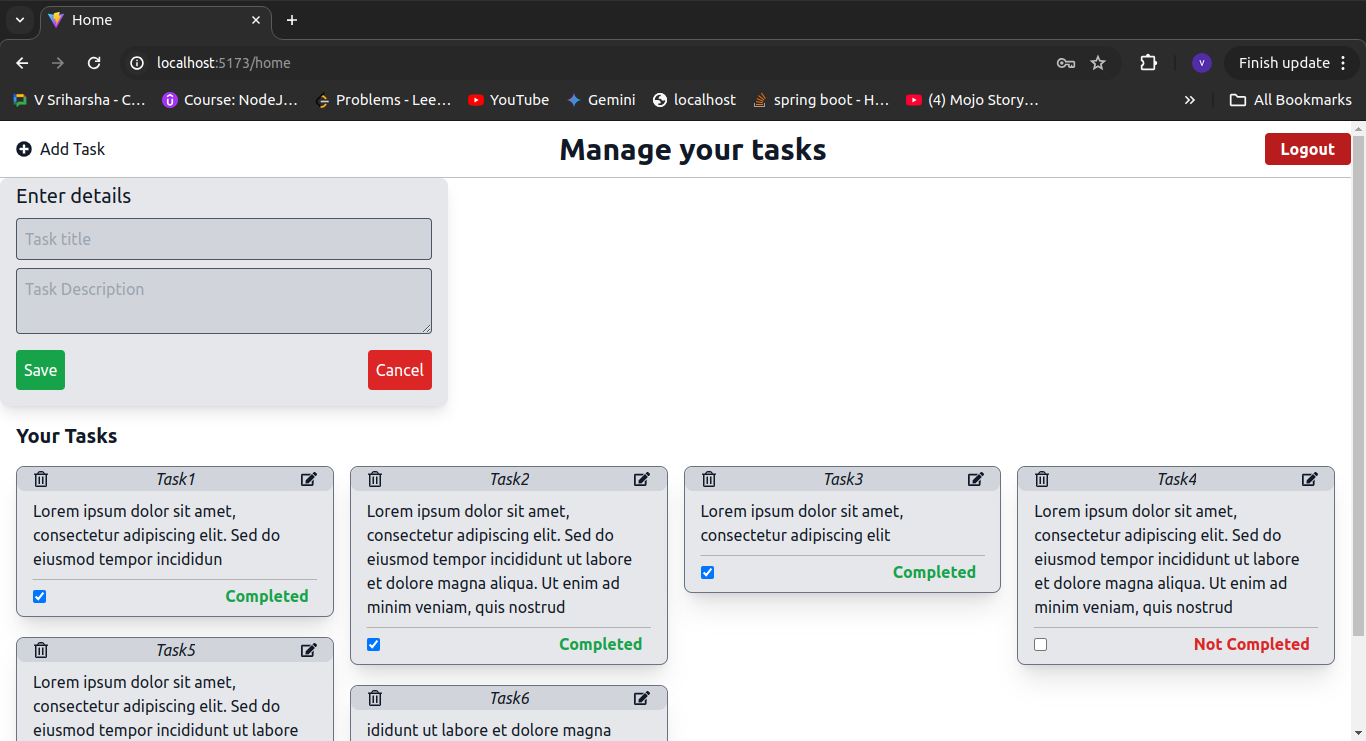 Home
localhost:5173/home
V
Finish update
V Sriharsha - C...
Course: NodeJ...
Problems - Lee...
YouTube
Gemini
localhost
spring boot - H...
(4) Mojo Story...
All Bookmarks
Add Task
Manage your tasks
Logout
Enter details
Task title
Task Description
Save
Cancel
Your Tasks
Task1
Lorem ipsum dolor sit amet,
consectetur adipiscing elit. Sed do
eiusmod tempor incididun
Completed
Task2
Lorem ipsum dolor sit amet,
consectetur adipiscing elit. Sed do
eiusmod tempor incididunt ut labore
et dolore magna aliqua. Ut enim ad
minim veniam, quis nostrud
Completed
Task3
Lorem ipsum dolor sit amet,
consectetur adipiscing elit
Completed
Task4
Lorem ipsum dolor sit amet,
consectetur adipiscing elit. Sed do
eiusmod tempor incididunt ut labore
et dolore magna aliqua. Ut enim ad
minim veniam, quis nostrud
Not Completed
Task5
Lorem ipsum dolor sit amet,
consectetur adipiscing elit. Sed do
eiusmod tempor incididunt ut labore
Task6
ididunt ut labore et dolore magna